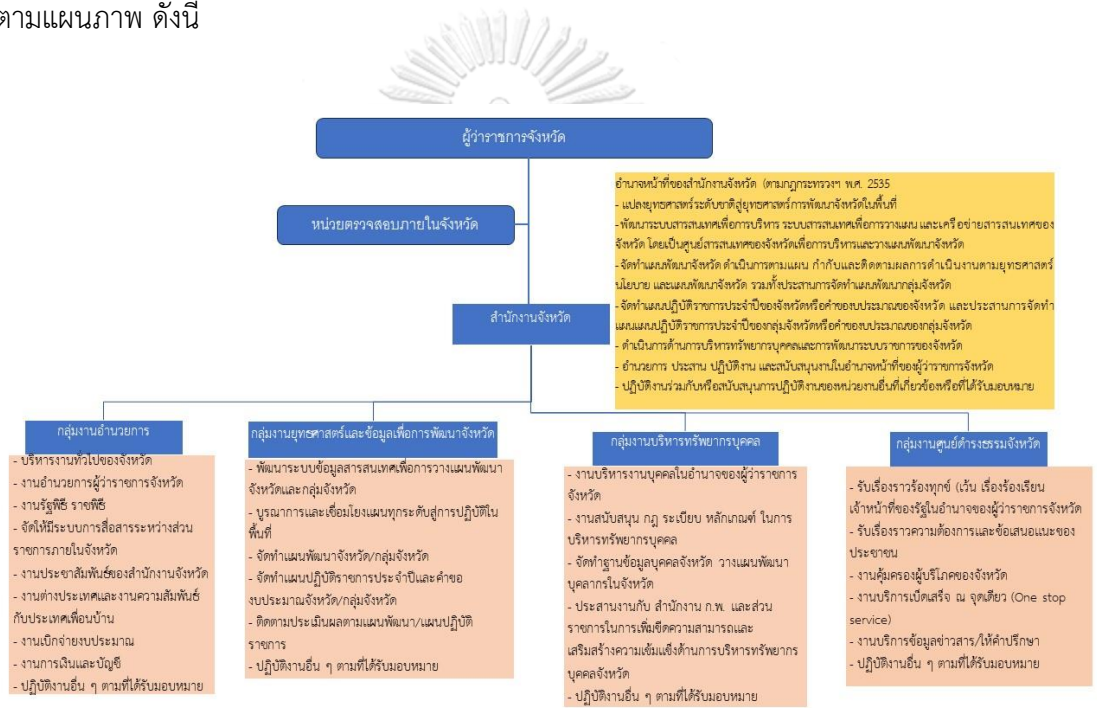 ตามแผนภาพ ดังนี้
ผู้ว่าราชการจังหวัด
หน่วยตรวจสอบภายในจังหวัด
อำนาจหน้าที่ของสำนักงานจังหวัด (ตามกฎกระทรวงฯ พ.ศ. 2535
- แปลงยุทธศาสตร์ระดับชาติสู่ยุทธศาสตร์การพัฒนาจังหวัดในพื้นที่
-พัฒนาระบบสารสนเทศเพื่อการบริหาร ระบบสารสนเทศเพื่อการวางแผน และเครือข่ายสารสนเทศของ
จังหวัด โดยเป็นศูนย์สารสนเทศของจังหวัดเพื่อการบริหารและวางแผนพัฒนาจังหวัด
-จัดทำแผนพัฒนาจังหวัด ดำเนินการตามแผน กำกับและติดตามผลการดำเนินงานตามยุทธศาสตร์
นโยบาย และแผนพัฒนาจังหวัด รวมทั้งประสานการจัดทำแผนพัฒนากลุ่มจังหวัด
-จัดทำแผนปฏิบัติราชการประจำปีของจังหวัดหรือคำของบประมาณของจังหวัด และประสานการจัดทำ
แผนแผนปฏิบัติราชการประจำปีของกลุ่มจังหวัดหรือคำของบประมาณของกลุ่มจังหวัด
- ดำเนินการด้านการบริหารทรัพยากรบุคคลและการพัฒนาระบบราชการของจังหวัด
- อำนวยการ ประสาน ปฏิบัติงาน และสนับสนุนงานในอำนาจหน้าที่ของผู้ว่าราชการจังหวัด
- ปฏิบัติงานร่วมกับหรือสนับสนุนการปฏิบัติงานของหน่วยงานอื่นที่เกี่ยวข้องหรือที่ได้รับมอบหมาย
สำนักงานจังหวัด
กลุ่มงานอำนวยการ
- บริหารงานทั่วไปของจังหวัด
- งานอำนวยการผู้ว่าราชการจังหวัด
- งานรัฐพิธี ราชพิธี
- จัดให้มีระบบการสื่อสารระหว่างส่วน
ราชการภายในจังหวัด
- งานประชาสัมพันธ์ของสำนักงานจังหวัด
- งานต่างประเทศและงานความสัมพันธ์
กับประเทศเพื่อนบ้าน
- งานเบิกจ่ายงบประมาณ
- งานการเงินและบัญชี
- ปฏิบัติงานอื่น ๆ ตามที่ได้รับมอบหมาย
กลุ่มงานยุทธศาสตร์และข้อมูลเพื่อการพัฒนาจังหวัด
- พัฒนาระบบข้อมูลสารสนเทศเพื่อการวางแผนพัฒนา
จังหวัดและกลุ่มจังหวัด
- บูรณาการและเชื่อมโยงแผนทุกระดับสู่การปฏิบัติใน
พื้นที่
- จัดทำแผนพัฒนาจังหวัด/กลุ่มจังหวัด
- จัดทำแผนปฏิบัติราชการประจำปีและคำขอ
งบประมาณจังหวัด/กลุ่มจังหวัด
- ติดตามประเมินผลตามแผนพัฒนา/แผนปฏิบัติ
ราชการ
- ปฏิบัติงานอื่น ๆ ตามที่ได้รับมอบหมาย
กลุ่มงานบริหารทรัพยากรบุคคล
- งานบริหารงานบุคคลในอำนาจของผู้ว่าราชการ
จังหวัด
- งานสนับสนุน กฎ ระเบียบ หลักเกณฑ์ ในการ
บริหารทรัพยากรบุคคล
- จัดทำฐานข้อมูลบุคคลจังหวัด วางแผนพัฒนา
บุคลากรในจังหวัด
- ประสานงานกับ สำนักงาน ก.พ. และส่วน
ราชการในการเพิ่มขีดความสามารถและ
เสริมสร้างความเข้มแข็งด้านการบริหารทรัพยากร
บุคคลจังหวัด
- ปฏิบัติงานอื่น ๆ ตามที่ได้รับมอบหมาย
กลุ่มงานศูนย์ดำรงธรรมจังหวัด
- รับเรื่องราวร้องทุกข์ (เว้น เรื่องร้องเรียน
เจ้าหน้าที่ของรัฐในอำนาจของผู้ว่าราชการจังหวัด
- รับเรื่องราวความต้องการและข้อเสนอแนะของ
ประชาชน
- งานคุ้มครองผู้บริโภคของจังหวัด
- งานบริการเบ็ดเสร็จ ณ จุดเดียว (One stop
service)
- งานบริการข้อมูลข่าวสาร/ให้คำปรึกษา
- ปฏิบัติงานอื่น ๆ ตามที่ได้รับมอบหมาย